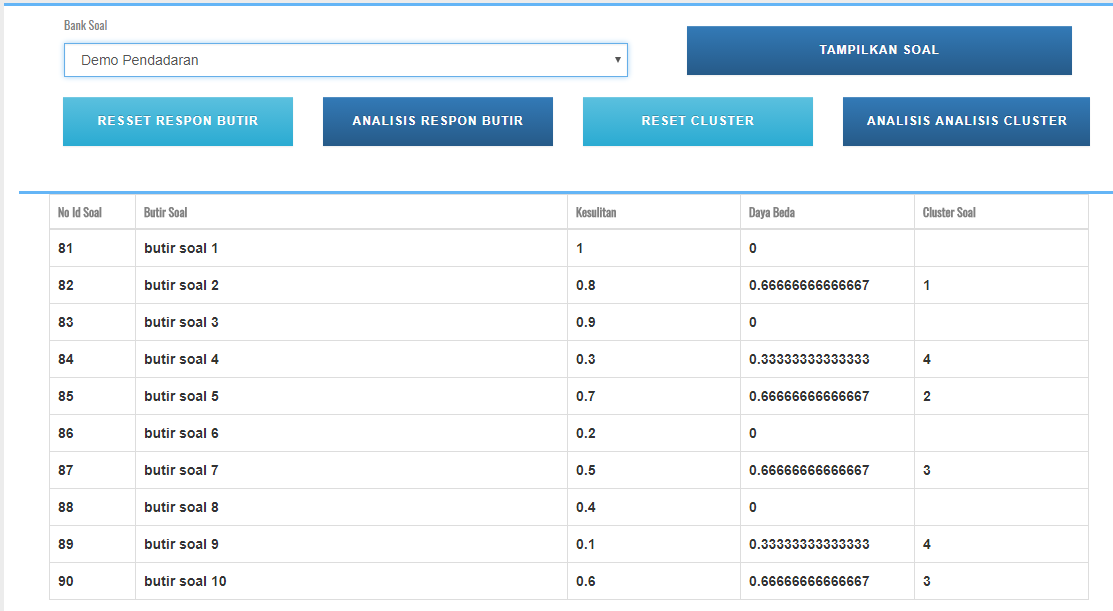 Bank Soal
Demo Pendadaran
TAMPILKAN SOAL
RESSET RESPON BUTIR ANALISIS RESPON BUTIR RESET CLUSTER ANALISIS ANALISIS CLUSTER
No Id Soal Butir Soal Kesulitan Daya Beda Cluster Soal
81 butir soal 1 1 0
82 butir soal 2 0.8 0.66666666666667 1
83 butir soal 3 0.9 0
84 butir soal 4 0.3 0.33333333333333 4
85 butir soal 5 0.7 0.66666666666667 2
86 butir soal 6 0.2 0
87 butir soal 7 0.5 0.66666666666667 3
88 butir soal 8 0.4 0
89 butir soal 9 0.1 0.33333333333333 4
90 butir soal 10 0.6 0.66666666666667 3